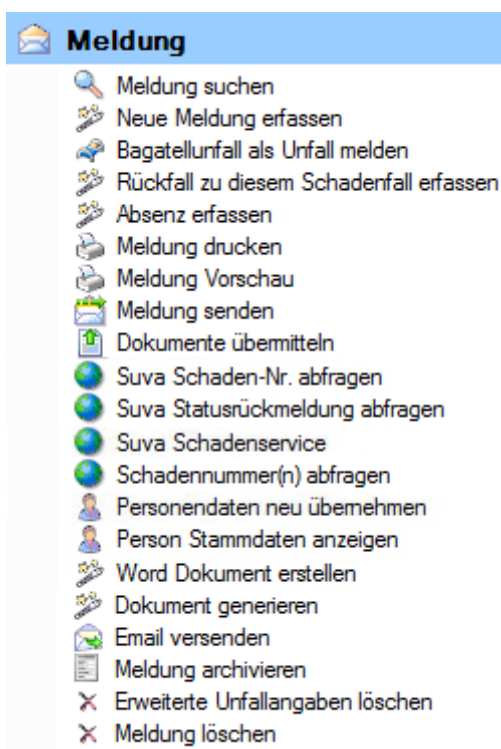 Meldung
Meldung suchen
Neue Meldung erfassen
Bagatellunfall als Unfall melden
Rückfall zu diesem Schadenfall erfassen
Absenz erfassen
Meldung drucken
Meldung Vorschau
Meldung senden
Dokumente übermitteln
Suva Schaden-Nr. abfragen
Suva Statusrückmeldung abfragen
Suva Schadenservice
Schadennummer(n) abfragen
Personendaten neu übernehmen
Person Stammdaten anzeigen
Word Dokument erstellen
Dokument generieren
Email versenden
Meldung archivieren
Erweiterte Unfallangaben löschen
Meldung löschen